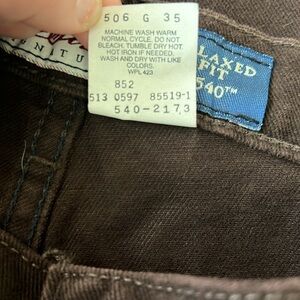 506 G 35
MACHINE WASH WARM
NORMAL CYCLE. DO NOT
BLEACH. TUMBLE DRY HOT
HOT IRON IF NEEDED.
WASH AND DRY WITH LIKE
COLORS.
WPL 423
852
513 0597 85519-1
540-2173
LAXED
FIT
540™